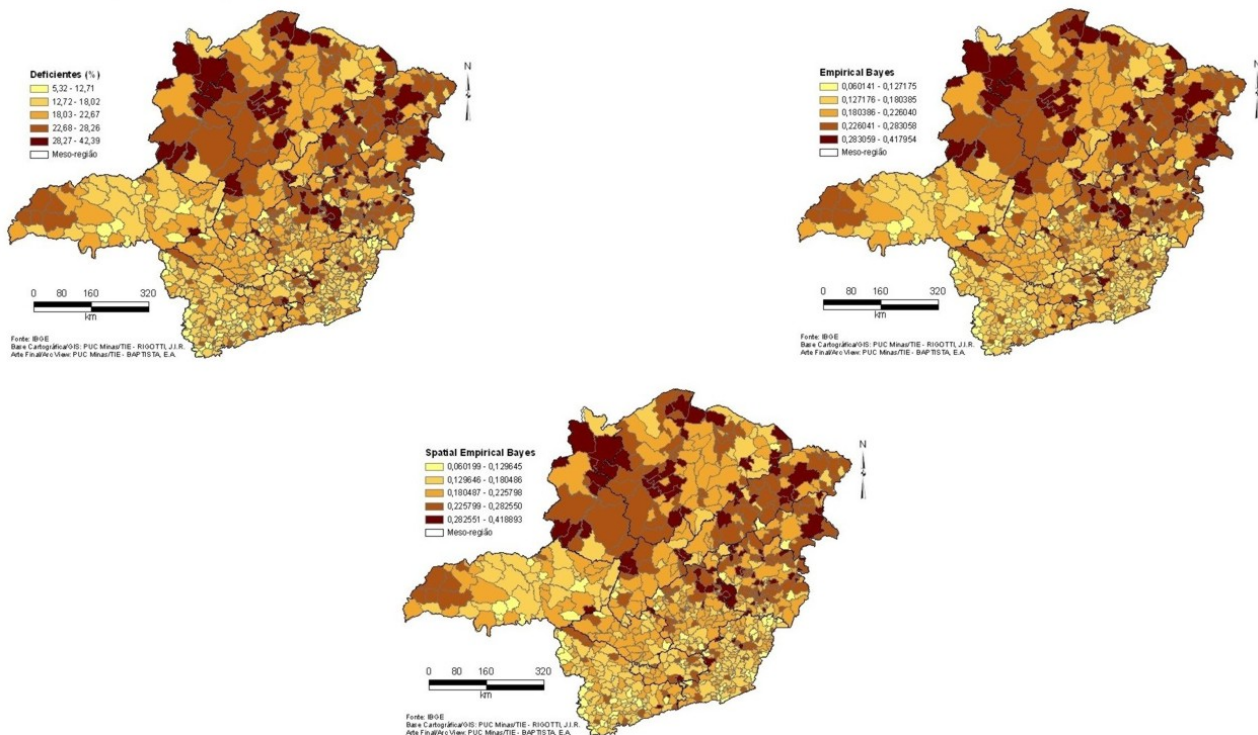 Deficientes (%)
5,32 - 12,71
12,72 - 18,02
18,03 - 22,67
22,68 - 28,26
28,27 - 42,39
Meso-região
N
0 80 160 320
km
Fonte: IBGE
Base Cartográfica/GIS: PUC Minas/TIE - RIGOTTI, J.I.R.
Arte Final/Arc View: PUC Minas/TIE - BAPTISTA, E.A.
Empirical Bayes
0,060141 - 0,127175
0,127176 - 0,180385
0,180386 - 0,226040
0,226041 - 0,283058
0,283059 - 0,417954
Meso-região
N
0 80 160 320
km
Fonte: IBGE
Base Cartográfica/GIS: PUC Minas/TIE - RIGOTTI, J.I.R.
Arte Final/Arc View: PUC Minas/TIE - BAPTISTA, E.A.
Spatial Empirical Bayes
0,060199 - 0,129645
0,129646 - 0,180486
0,180487 - 0,225798
0,225799 - 0,282550
0,282551 - 0,418893
Meso-região
N
0 80 160 320
km
Fonte: IBGE
Base Cartográfica/GIS: PUC Minas/TIE - RIGOTTI, J.I.R.
Arte Final/Arc View: PUC Minas/TIE - BAPTISTA, E.A.